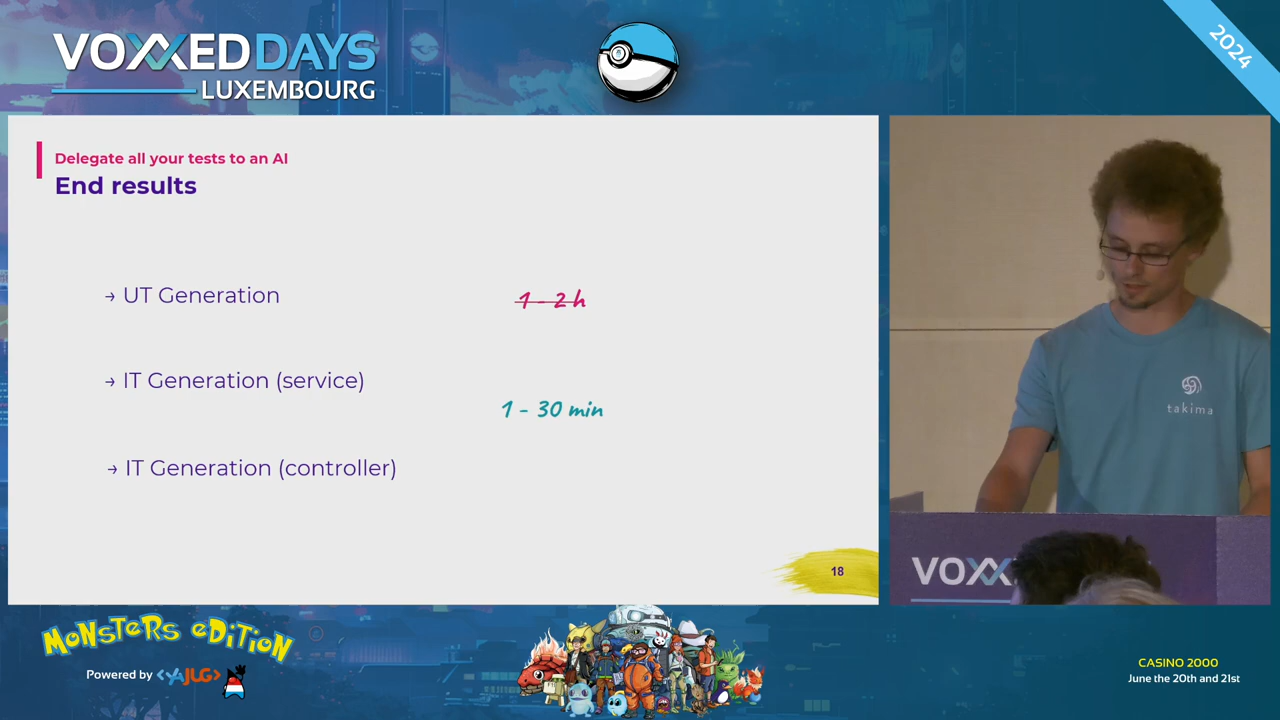 VOXXEDDAYS
LUXEMBOURG
2024
Delegate all your tests to an AI
End results
→ UT Generation
1 - 2 h
→ IT Generation (service)
1 - 30 min
→ IT Generation (controller)
18
takima
VOXX
MONSTERS EDITION
Powered by <YAJUG>
CASINO 2000
June the 20th and 21st